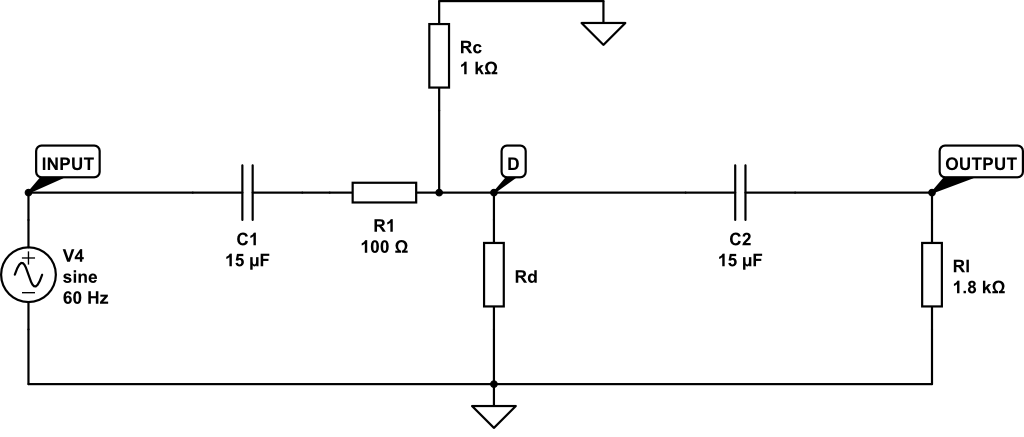 Rc
1 kΩ
INPUT
D
OUTPUT
R1
100 Ω
C1
15 µF
C2
15 µF
V4
sine
60 Hz
Rd
Rl
1.8 kΩ